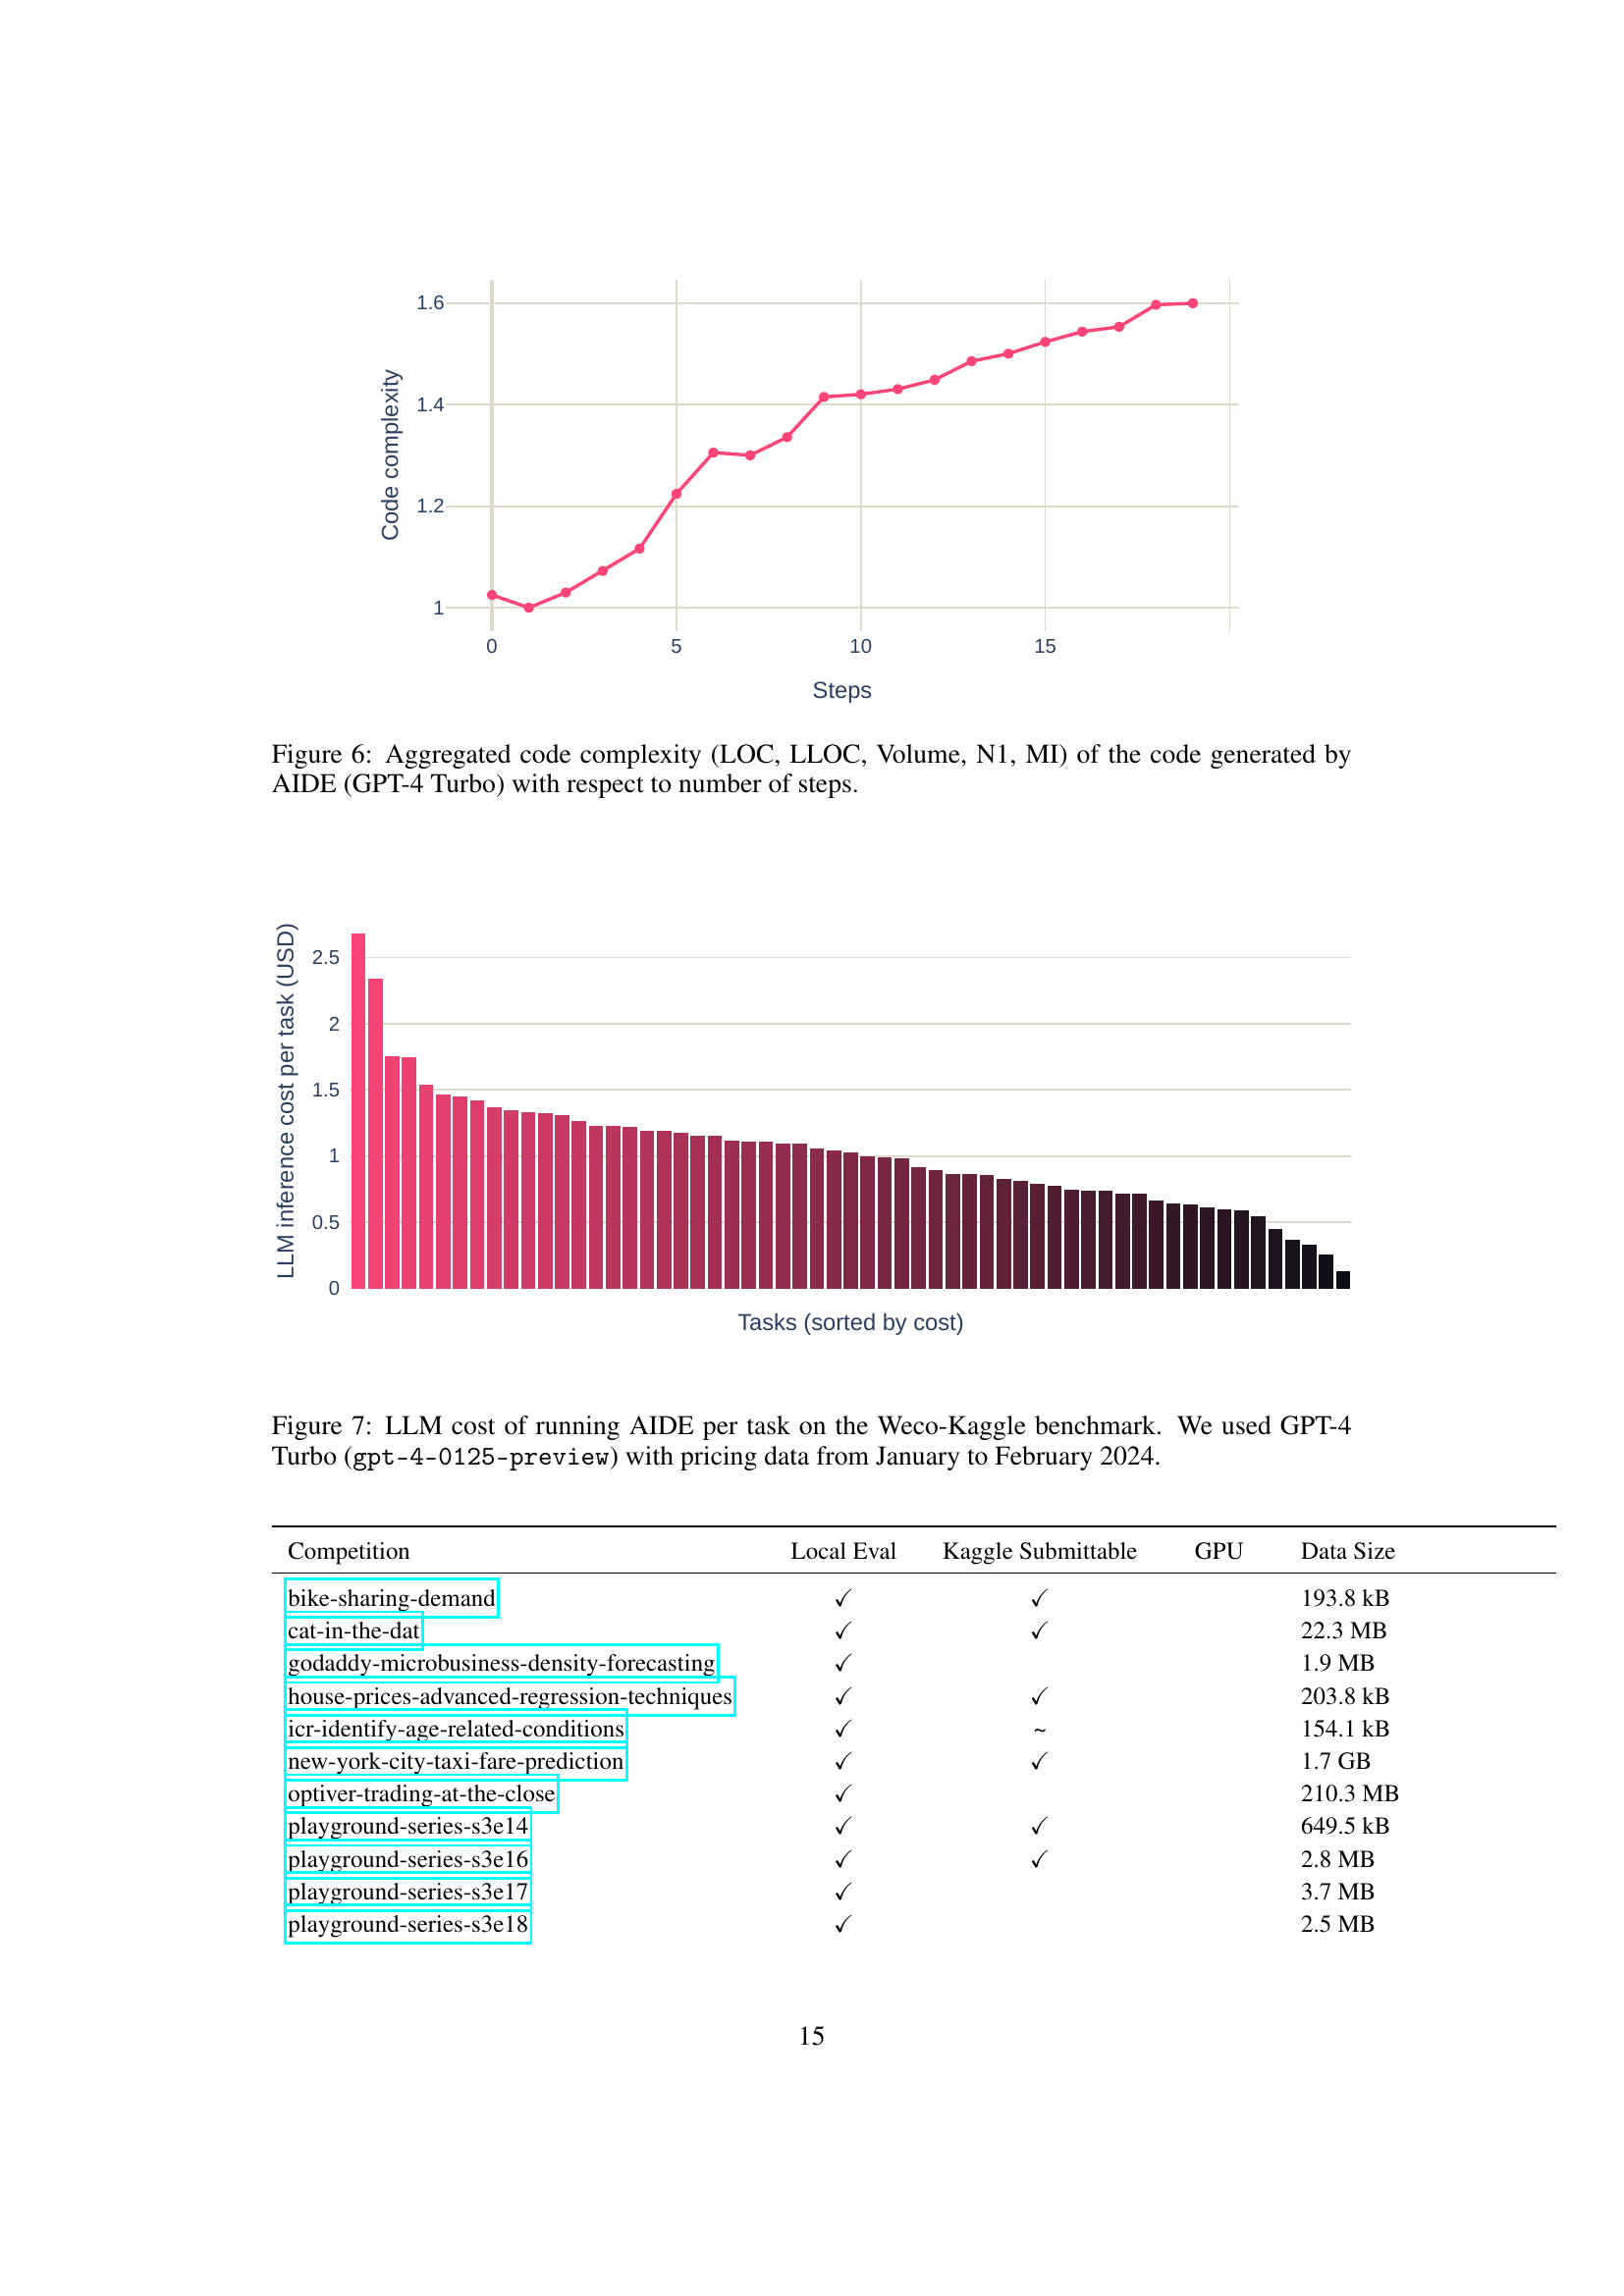 1.6
1.4
1.2
1
Code complexity
0 5 10 15
Steps
Figure 6: Aggregated code complexity (LOC, LLOC, Volume, N1, MI) of the code generated by
AIDE (GPT-4 Turbo) with respect to number of steps.
LLM inference cost per task (USD)
2.5
2
1.5
1
0.5
0
Tasks (sorted by cost)
Figure 7: LLM cost of running AIDE per task on the Weco-Kaggle benchmark. We used GPT-4
Turbo (gpt-4-0125-preview) with pricing data from January to February 2024.
Competition Local Eval Kaggle Submittable GPU Data Size
bike-sharing-demand ✓ ✓ 193.8 kB
cat-in-the-dat ✓ ✓ 22.3 MB
godaddy-microbusiness-density-forecasting ✓ 1.9 MB
house-prices-advanced-regression-techniques ✓ ✓ 203.8 kB
icr-identify-age-related-conditions ✓ ~ 154.1 kB
new-york-city-taxi-fare-prediction ✓ ✓ 1.7 GB
optiver-trading-at-the-close ✓ 210.3 MB
playground-series-s3e14 ✓ ✓ 649.5 kB
playground-series-s3e16 ✓ ✓ 2.8 MB
playground-series-s3e17 ✓ 3.7 MB
playground-series-s3e18 ✓ 2.5 MB
15